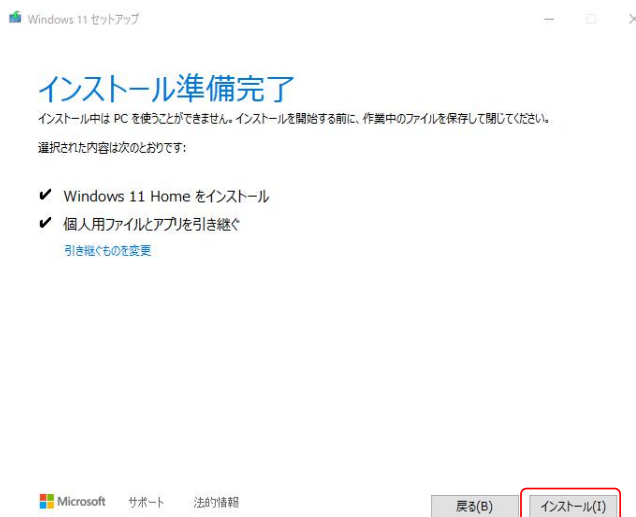 Windows 11 セットアップ
インストール準備完了
インストール中は PC を使うことができません。インストールを開始する前に、作業中のファイルを保存して閉じてください。
選択された内容は次のとおりです:
✔ Windows 11 Home をインストール
✔ 個人用ファイルとアプリを引き継ぐ
引き継ぐものを変更
Microsoft サポート 法的情報
戻る(B) インストール(I)